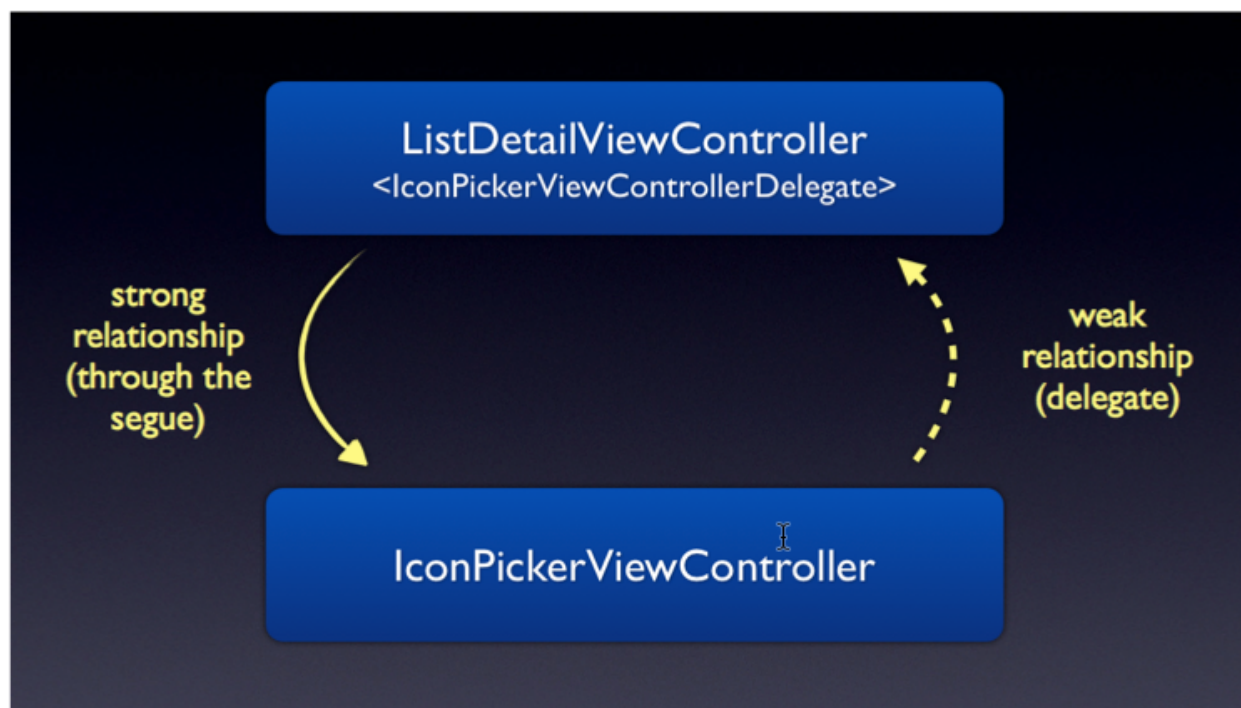 ListDetailViewController
<IconPickerViewControllerDelegate>
strong
relationship
(through the
segue)
weak
relationship
(delegate)
IconPickerViewController